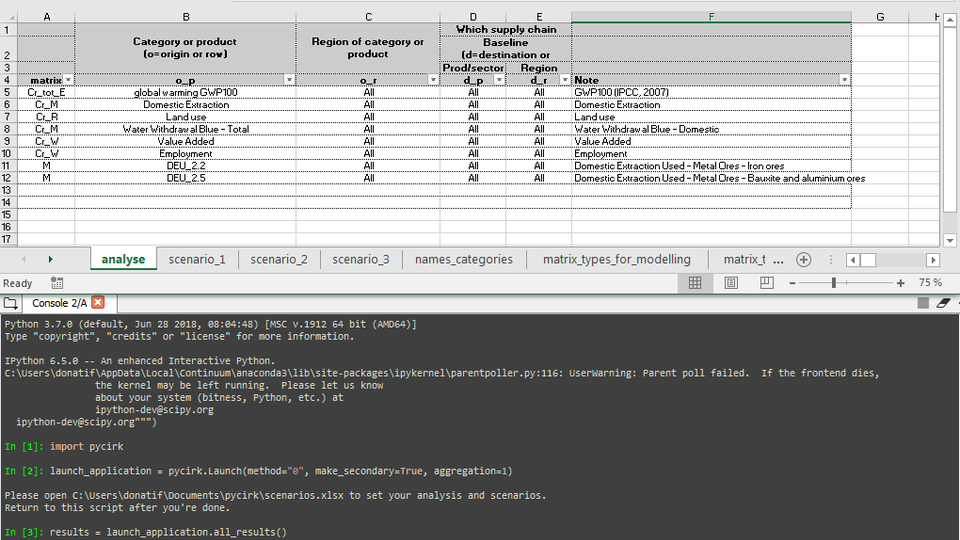 A B C D E F G H
1 Which supply chain
2 Category or product (o=origin or row) Region of category or product Baseline (d=destination or
3 Prod/sector Region
4 matrix o_p o_r d_p d_r Note
5 Cr_tot_E global warming GWP100 All All All GWP100 (IPCC, 2007)
6 Cr_M Domestic Extraction All All All Domestic Extraction
7 Cr_R Land use All All All Land use
8 Cr_M Water Withdrawal Blue - Total All All All Water Withdrawal Blue - Domestic
9 Cr_W Value Added All All All Value Added
10 Cr_W Employment All All All Employment
11 M DEU_2.2 All All All Domestic Extraction Used - Metal Ores - Iron ores
12 M DEU_2.5 All All All Domestic Extraction Used - Metal Ores - Bauxite and aluminium ores
13
14
15
16
17
analyse scenario_1 scenario_2 scenario_3 names_categories matrix_types_for_modelling matrix_t ...
Ready 75 %
Console 2/A
Python 3.7.0 (default, Jun 28 2018, 08:04:48) [MSC v.1912 64 bit (AMD64)]
Type "copyright", "credits" or "license" for more information.
IPython 6.5.0 -- An enhanced Interactive Python.
C:\Users\donatif\AppData\Local\Continuum\anaconda3\lib\site-packages\ipykernel\parentpoller.py:116: UserWarning: Parent poll failed.  If the frontend dies,
the kernel may be left running.  Please let us know
about your system (bitness, Python, etc.) at
ipython-dev@scipy.org
ipython-dev@scipy.org""")
In [1]: import pycirk
In [2]: launch_application = pycirk.Launch(method="0", make_secondary=True, aggregation=1)
Please open C:\Users\donatif\Documents\pycirk\scenarios.xlsx to set your analysis and scenarios.
Return to this script after you're done.
In [3]: results = launch_application.all_results()